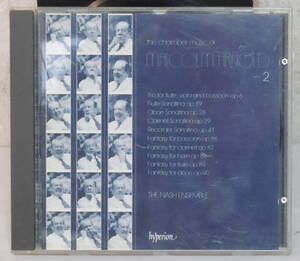 the chamber music of
MALCOLM ARNOLD
2
Trio for flute, viola and bassoon op 6
Flute Sonatina op 19
Oboe Sonatina op 28
Clarinet Sonatina op 29
Recorder Sonatina op 41
Fantasy for bassoon op 86
Fantasy for clarinet op 87
Fantasy for horn op 88
Fantasy for flute op 89
Fantasy for oboe op 90
THE NASH ENSEMBLE
hyperion